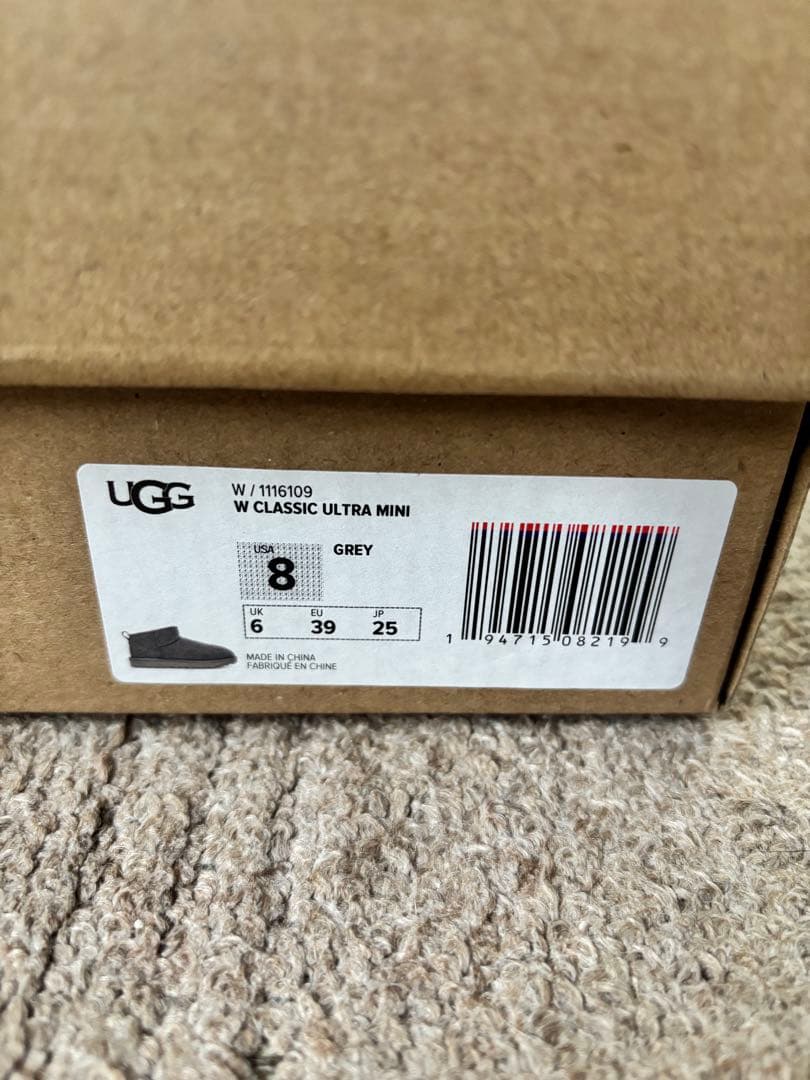 UGG
W / 1116109
W CLASSIC ULTRA MINI
USA
8
GREY
UK EU JP
6 39 25
MADE IN CHINA
FABRIQUÉ EN CHINE
1 94715 08219 9